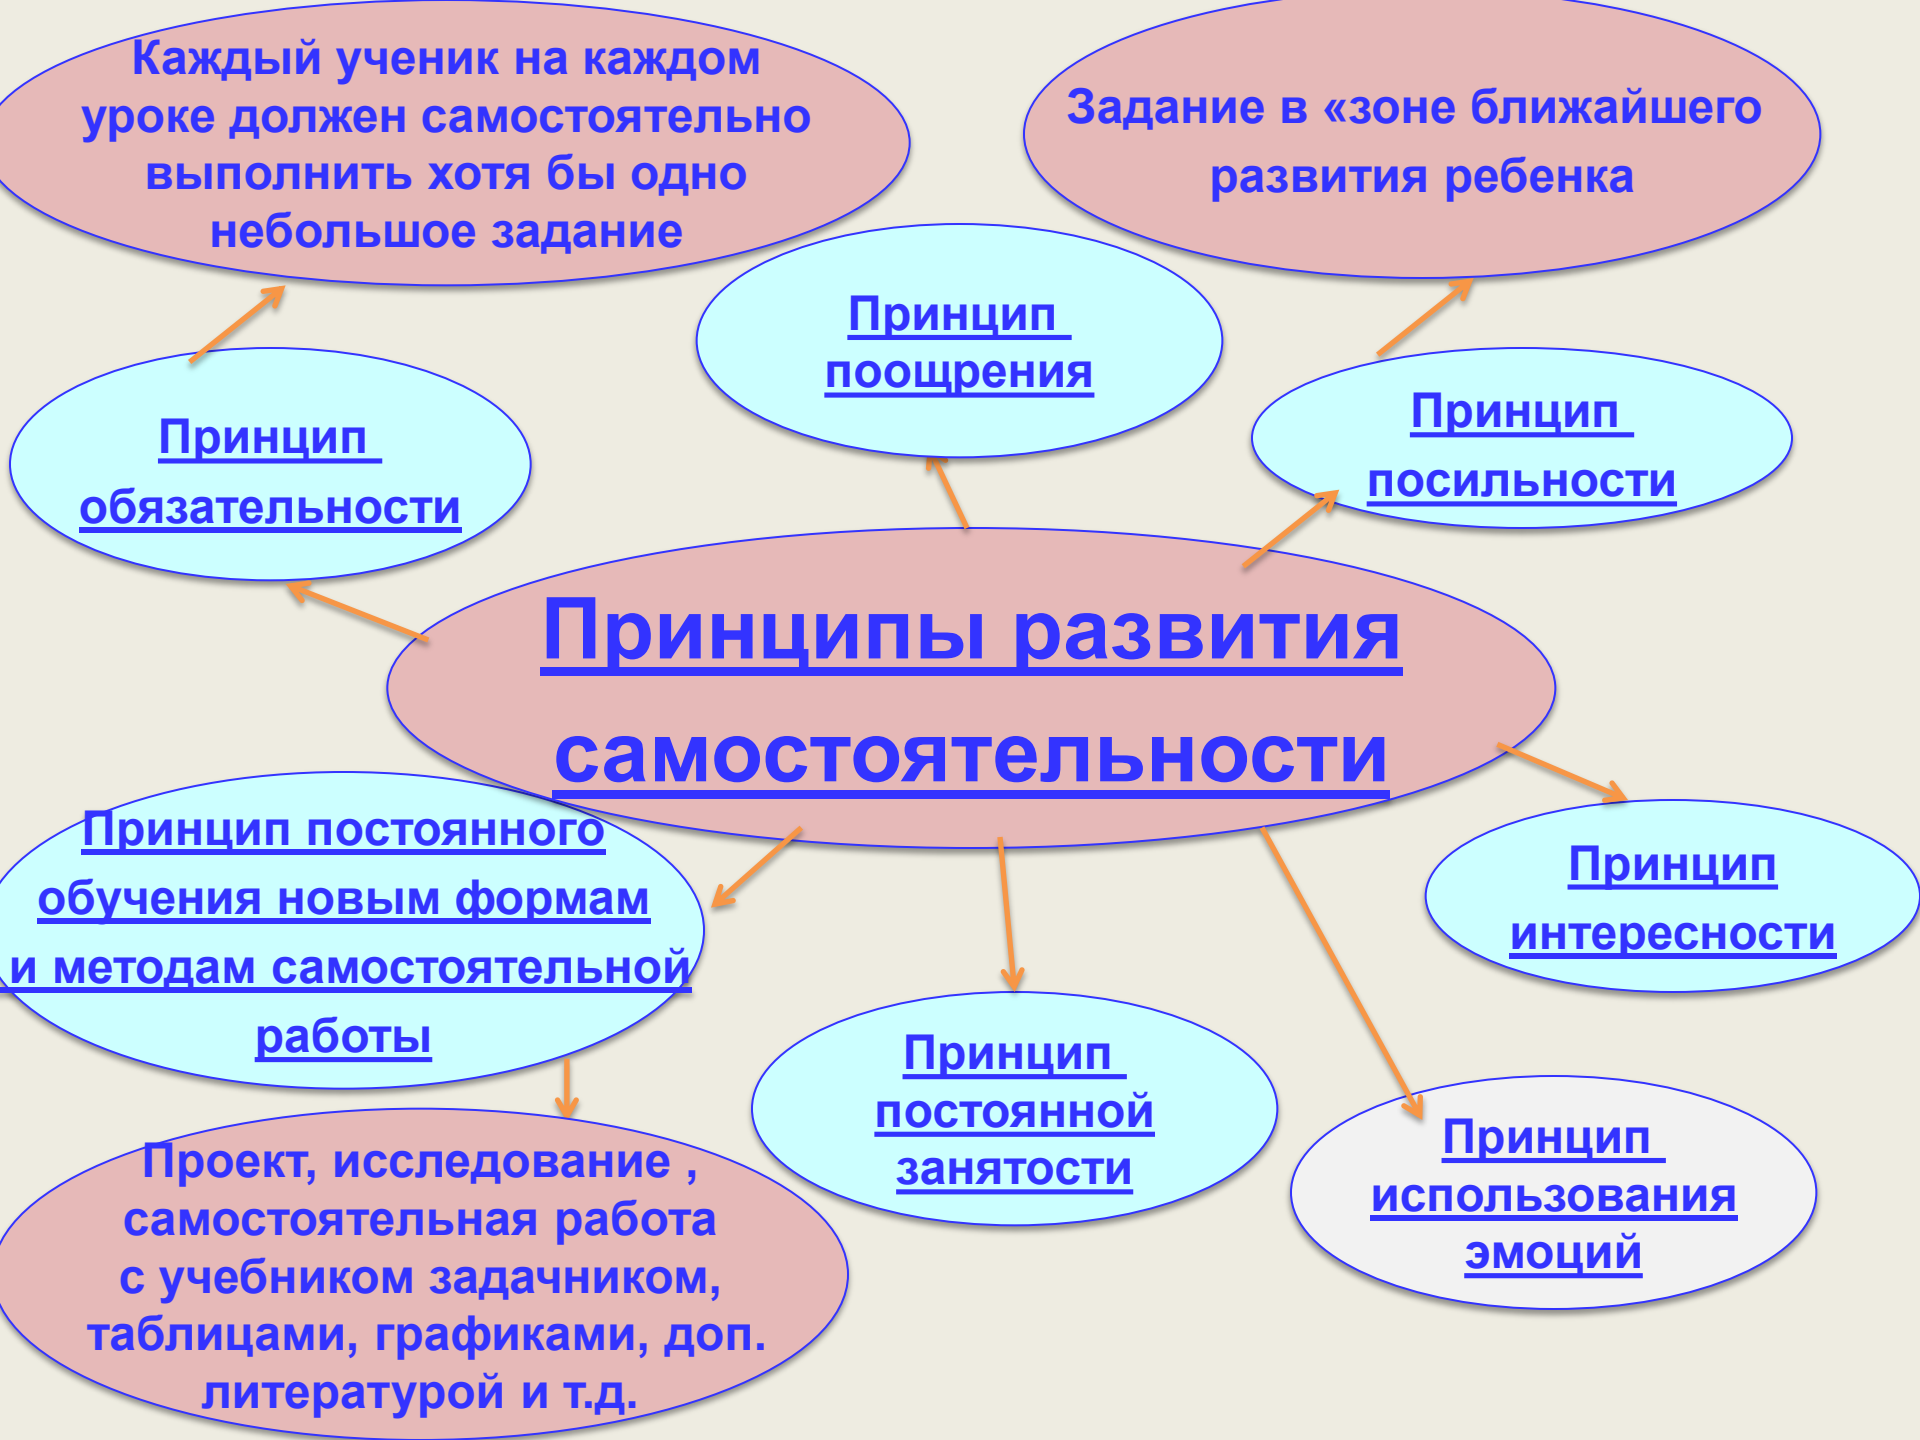 Каждый ученик на каждом
уроке должен самостоятельно
выполнить хотя бы одно
небольшое задание
Задание в «зоне ближайшего
развития ребенка
Принцип
поощрения
Принцип
посильности
Принцип
обязательности
Принципы развития
самостоятельности
Принцип постоянного
обучения новым формам
и методам самостоятельной
работы
Принцип
интересности
Принцип
постоянной
занятости
Принцип
использования
эмоций
Проект, исследование ,
самостоятельная работа
с учебником задачником,
таблицами, графиками, доп.
литературой и т.д.